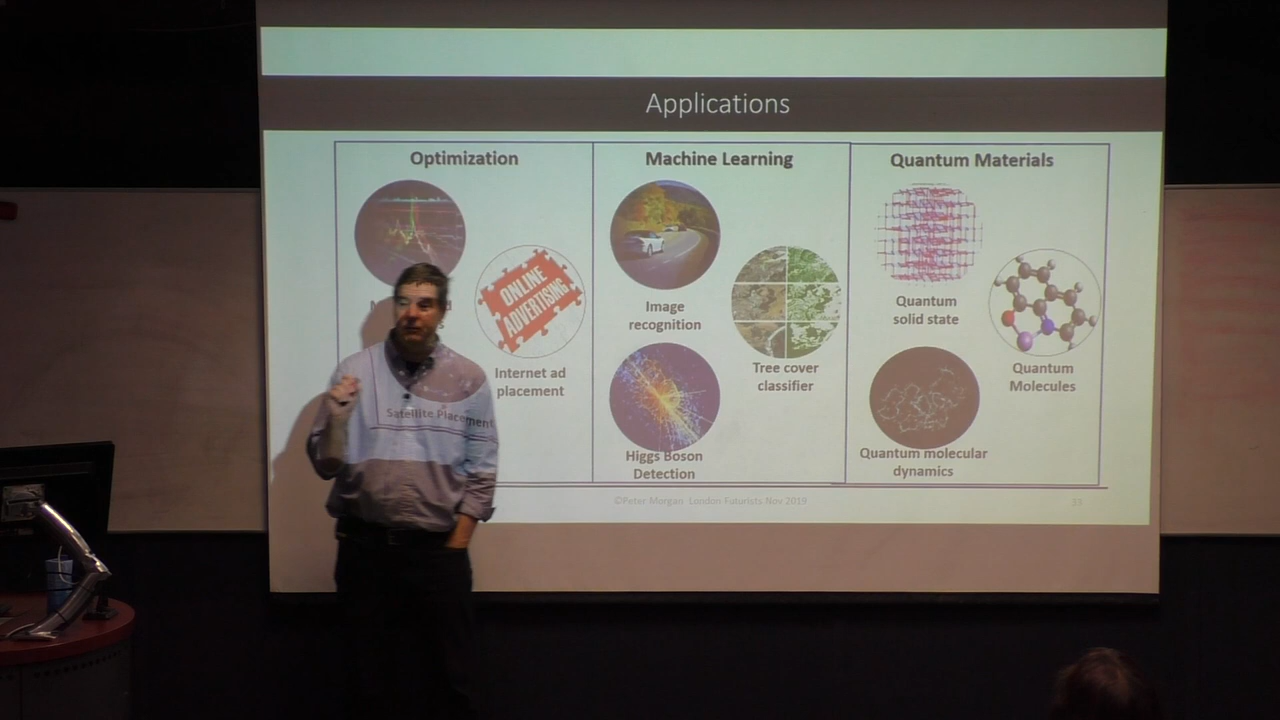 Applications
Optimization
ONLINE
ADVERTISING
Internet ad
placement
Satellite Placement
Machine Learning
Image
recognition
Tree cover
classifier
Higgs Boson
Detection
Quantum Materials
Quantum
solid state
Quantum
Molecules
Quantum molecular
dynamics
©Peter Morgan London Futurists Nov 2019
33